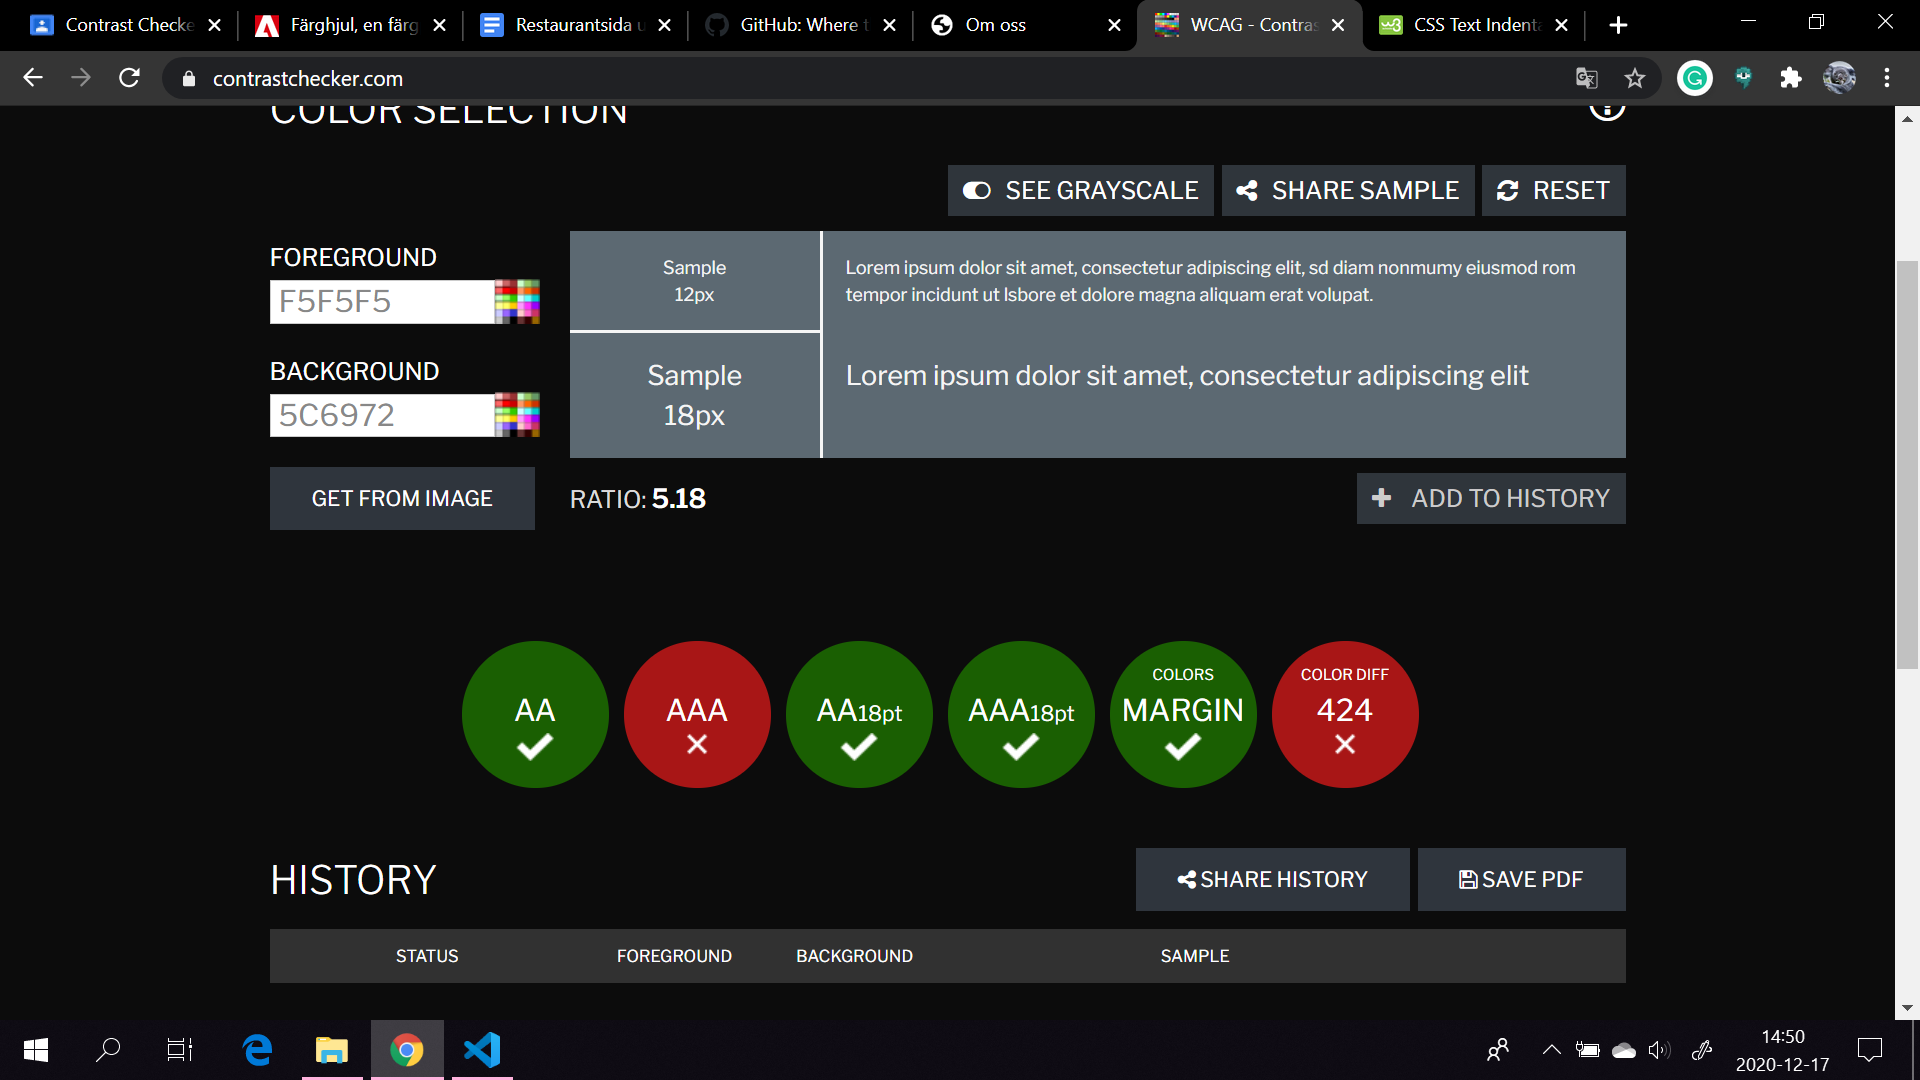 Contrast Checke
Färghjul, en färg
Restaurantsida u
GitHub: Where t
Om oss
WCAG - Contras
CSS Text Indenta
contrastchecker.com
COLOR SELECTION
SEE GRAYSCALE
SHARE SAMPLE
RESET
FOREGROUND
F5F5F5
BACKGROUND
5C6972
GET FROM IMAGE
Sample
12px
Lorem ipsum dolor sit amet, consectetur adipiscing elit, sd diam nonmumy eiusmod rom
tempor incidunt ut lsbore et dolore magna aliquam erat volupat.
Sample
18px
Lorem ipsum dolor sit amet, consectetur adipiscing elit
RATIO: 5.18
ADD TO HISTORY
AA
AAA
AA18pt
AAA18pt
COLORS
MARGIN
COLOR DIFF
424
HISTORY
SHARE HISTORY
SAVE PDF
STATUS FOREGROUND BACKGROUND SAMPLE
14:50
2020-12-17